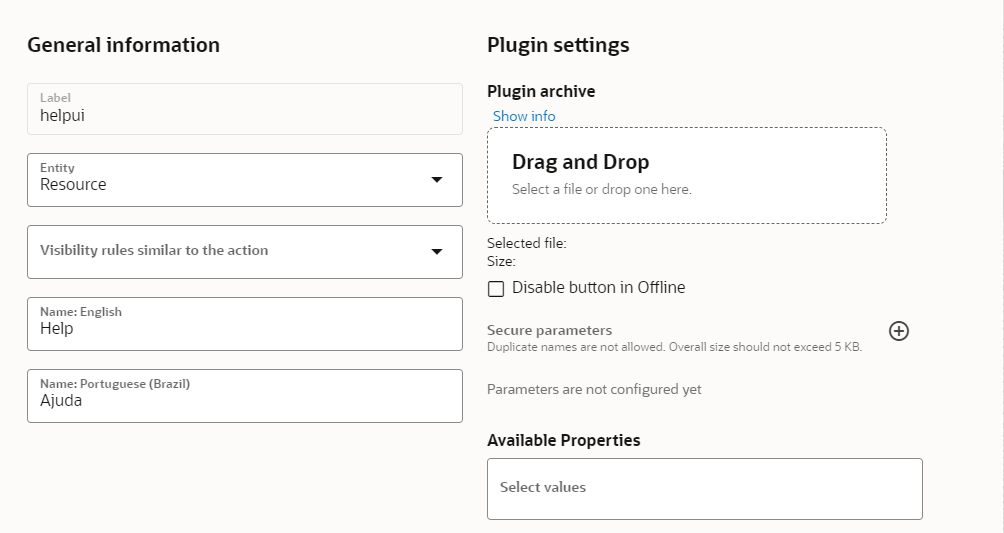 General information
Label
helpui
Entity
Resource
Visibility rules similar to the action
Name: English
Help
Name: Portuguese (Brazil)
Ajuda
Plugin settings
Plugin archive
Show info
Drag and Drop
Select a file or drop one here.
Selected file:
Size:
Disable button in Offline
Secure parameters
Duplicate names are not allowed. Overall size should not exceed 5 KB.
Parameters are not configured yet
Available Properties
Select values